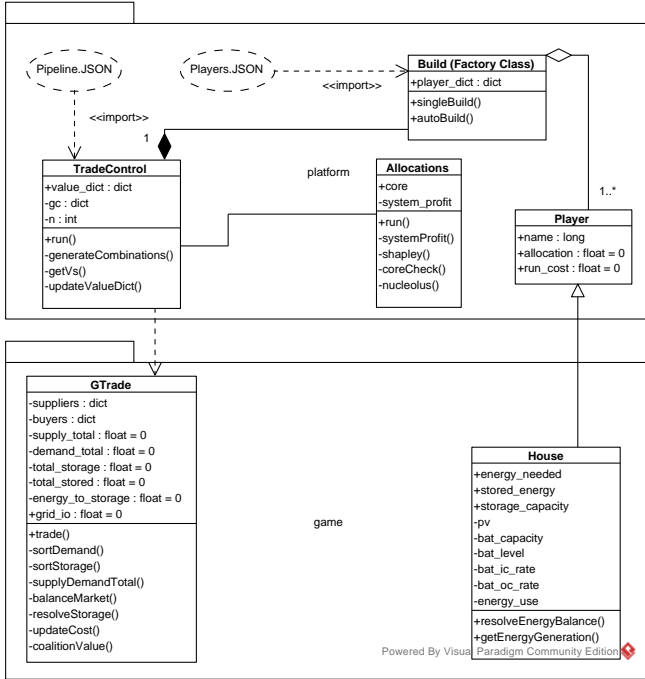 Pipeline.JSON
Players.JSON
<<import>>
<<import>>
Build (Factory Class)
+player_dict : dict
+singleBuild()
+autoBuild()
1
TradeControl
+value_dict : dict
-gc : dict
-n : int
+run()
-generateCombinations()
-getVs()
-updateValueDict()
platform
Allocations
+core
-system_profit
+run()
-systemProfit()
-shapley()
-coreCheck()
-nucleolus()
1..*
Player
+name : long
+allocation : float = 0
+run_cost : float = 0
GTrade
-suppliers : dict
-buyers : dict
-supply_total : float = 0
-demand_total : float = 0
-total_storage : float = 0
-total_stored : float = 0
-energy_to_storage : float = 0
+grid_io : float = 0
+trade()
-sortDemand()
-sortStorage()
-supplyDemandTotal()
-balanceMarket()
-resolveStorage()
-updateCost()
-coalitionValue()
game
House
+energy_needed
+stored_energy
+storage_capacity
-pv
-bat_capacity
-bat_level
-bat_ic_rate
-bat_oc_rate
-energy_use
+resolveEnergyBalance()
+getEnergyGeneration()
Powered By Visual Paradigm Community Edition